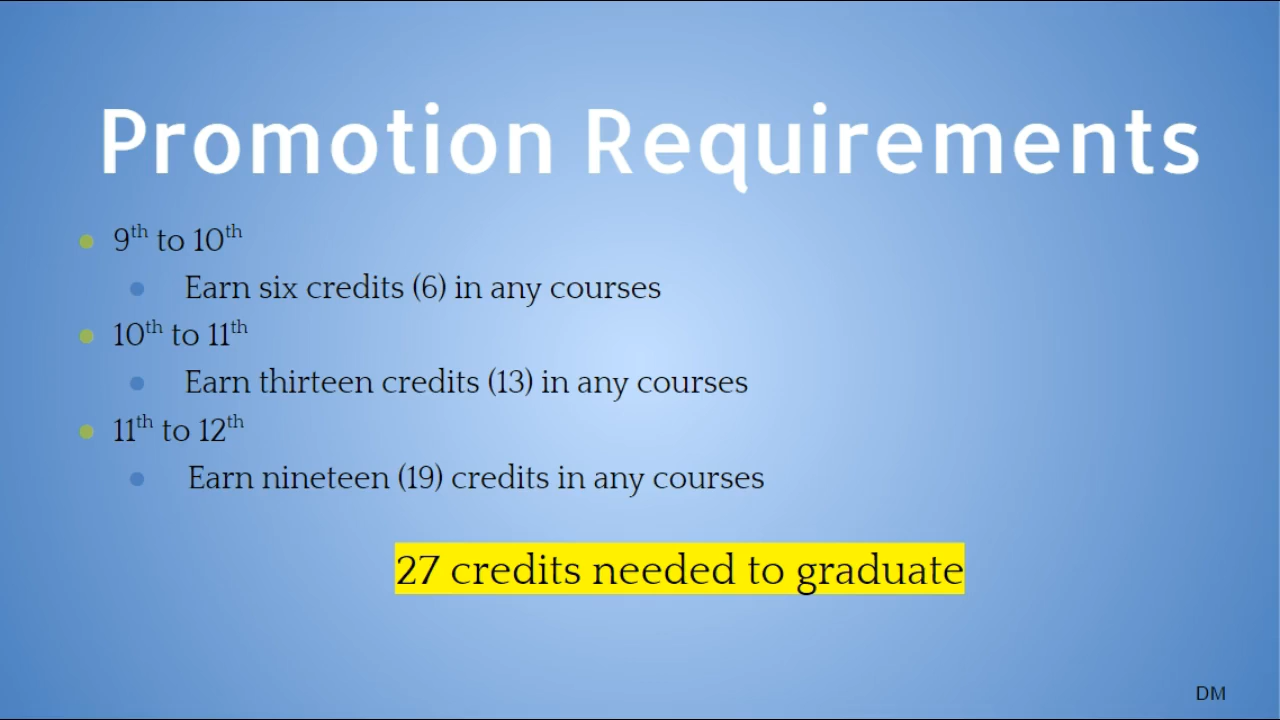 Promotion Requirements
9th to 10th
Earn six credits (6) in any courses
10th to 11th
Earn thirteen credits (13) in any courses
11th to 12th
Earn nineteen (19) credits in any courses
27 credits needed to graduate
DM